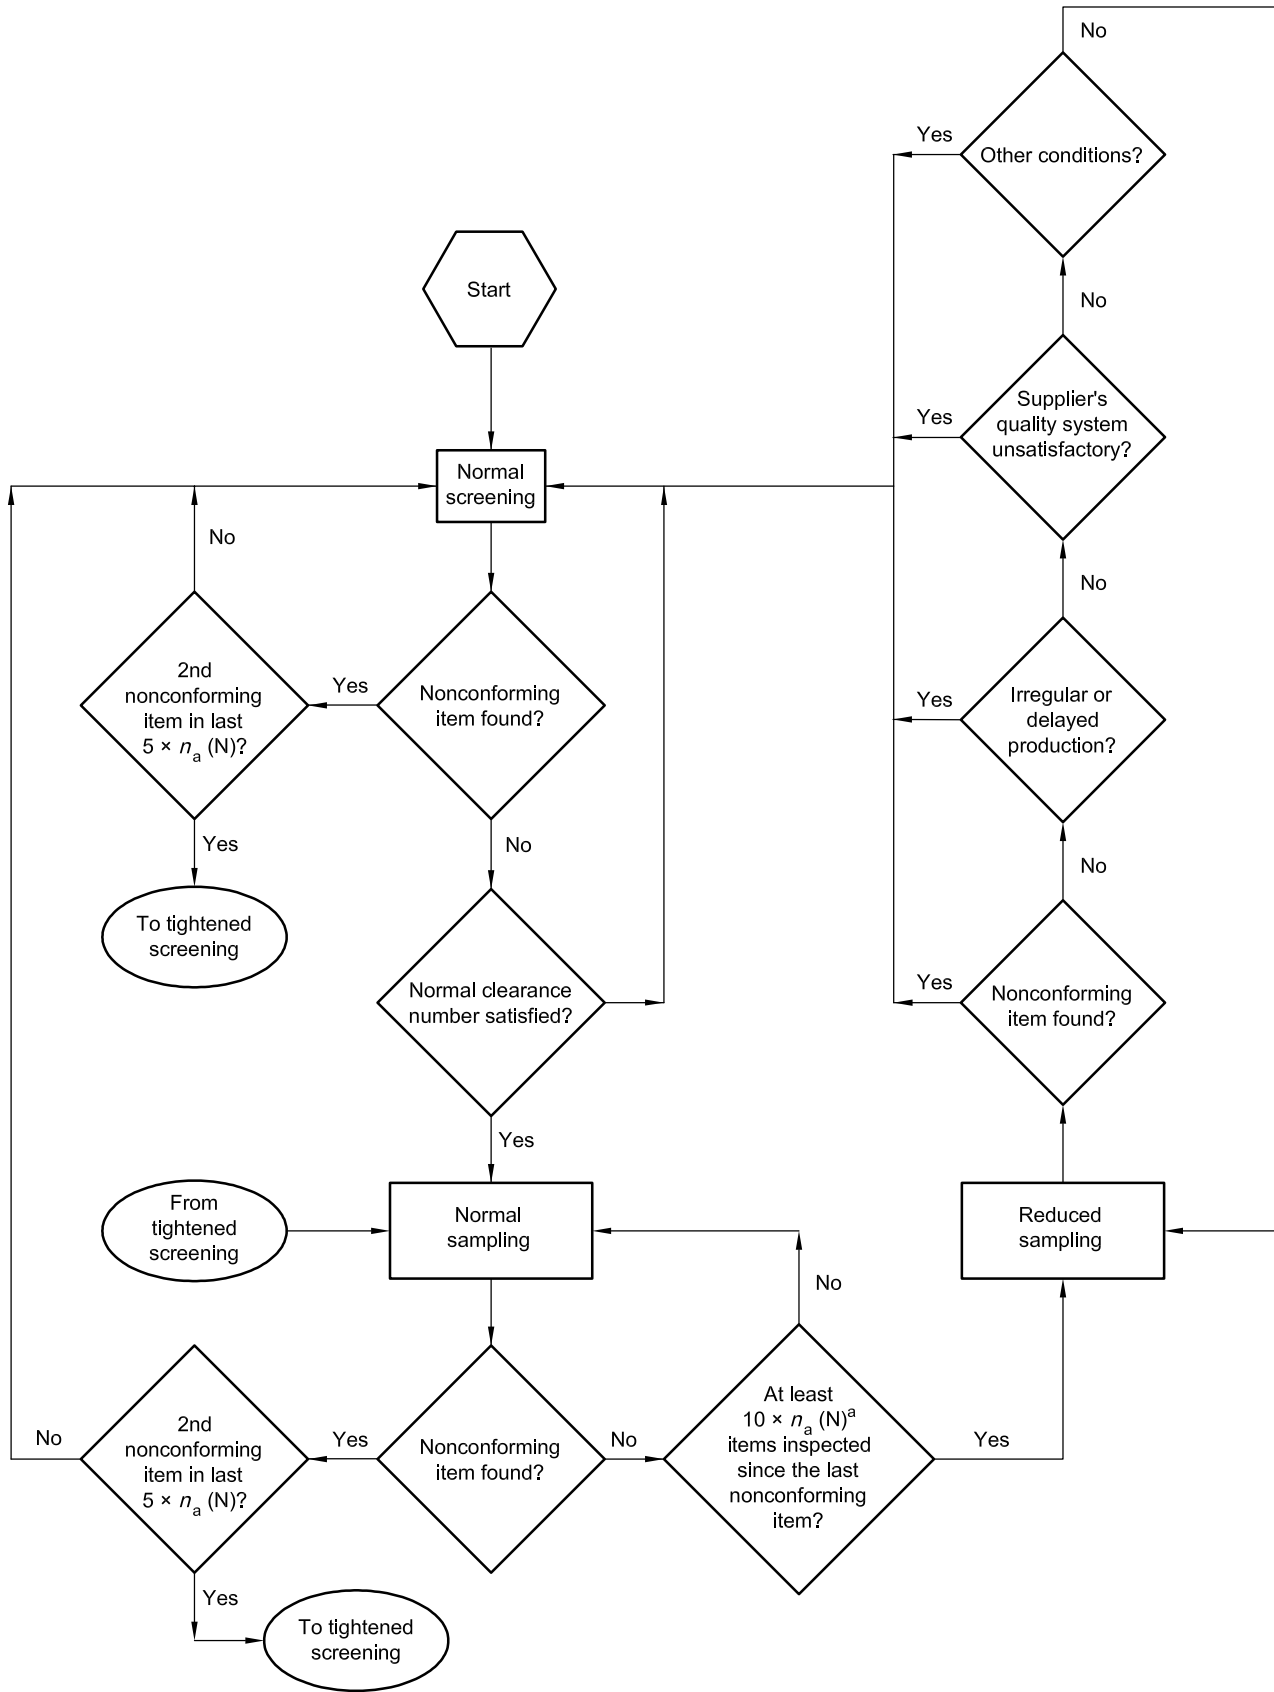 No
Yes
Other conditions?
Start
No
Yes
Supplier's
quality system
unsatisfactory?
Normal
screening
No
No
Yes
Irregular or
delayed
production?
2nd
nonconforming
item in last
5 × na (N)?
Yes
Nonconforming
item found?
Yes
No
No
To tightened
screening
Normal clearance
number satisfied?
Yes
Nonconforming
item found?
Yes
From
tightened
screening
Normal
sampling
Reduced
sampling
No
At least
10 × na (N)a
items inspected
since the last
nonconforming
item?
No
2nd
nonconforming
item in last
5 × na (N)?
Yes
Nonconforming
item found?
No
Yes
Yes
To tightened
screening